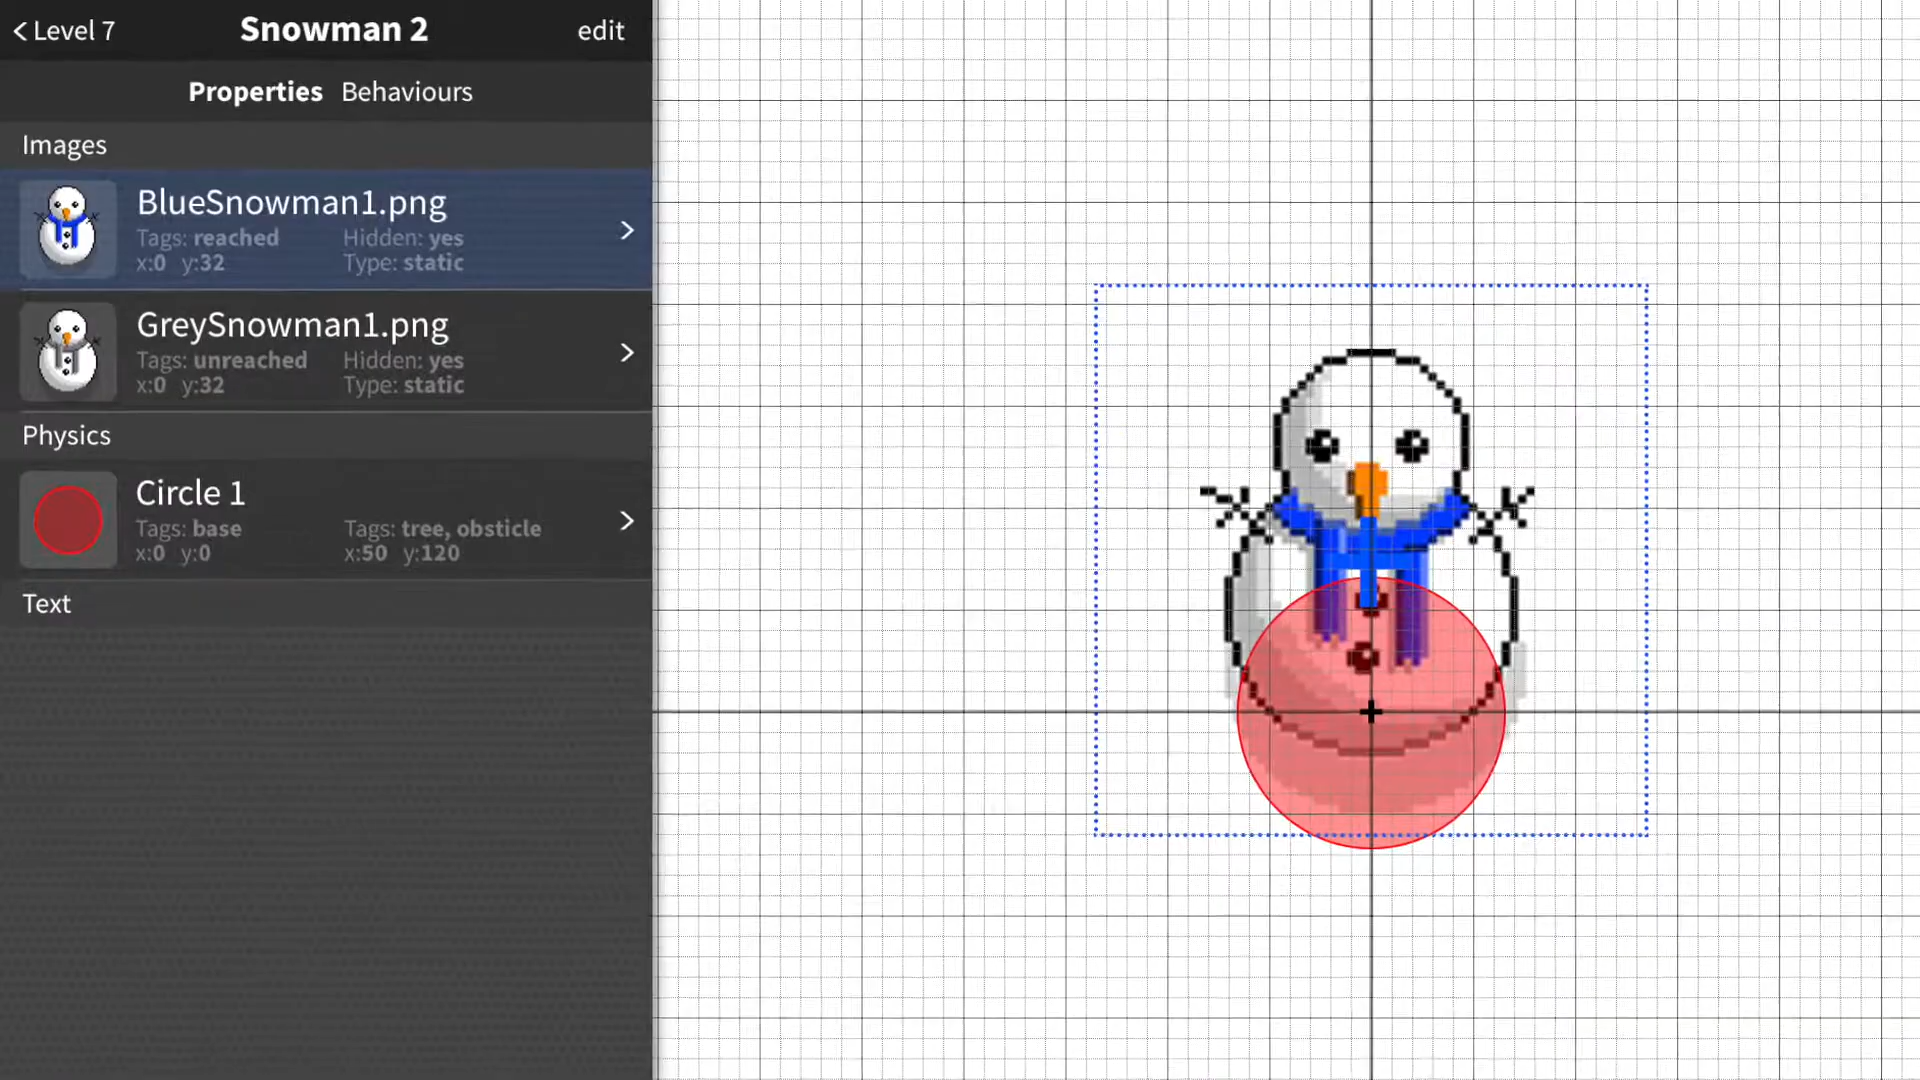 Level 7 Snowman 2 edit
Properties Behaviours
Images
BlueSnowman1.png
Tags: reached Hidden: yes
x:0 y:32 Type: static
GreySnowman1.png
Tags: unreached Hidden: yes
x:0 y:32 Type: static
Physics
Circle 1
Tags: base Tags: tree, obsticle
x:0 y:0 x:50 y:120
Text